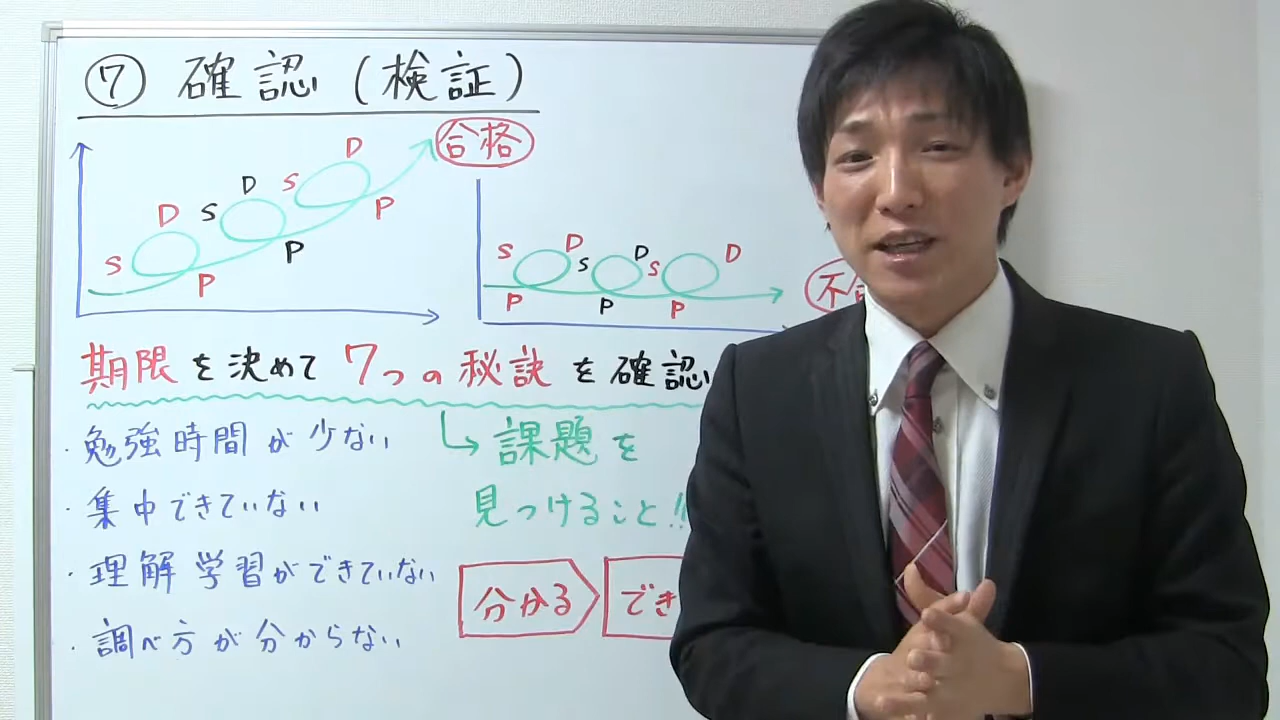 ⑦ 確認(検証)
合格
D
S
P
D
S
P
D
S
P
S
D
P
S
D
P
S
D
P
不
期限を決めて7つの秘訣を確認
・勉強時間が少ない
→課題を
見つけること!!
・集中できていない
・理解学習ができていない
分かる
でき
・調べ方が分からない